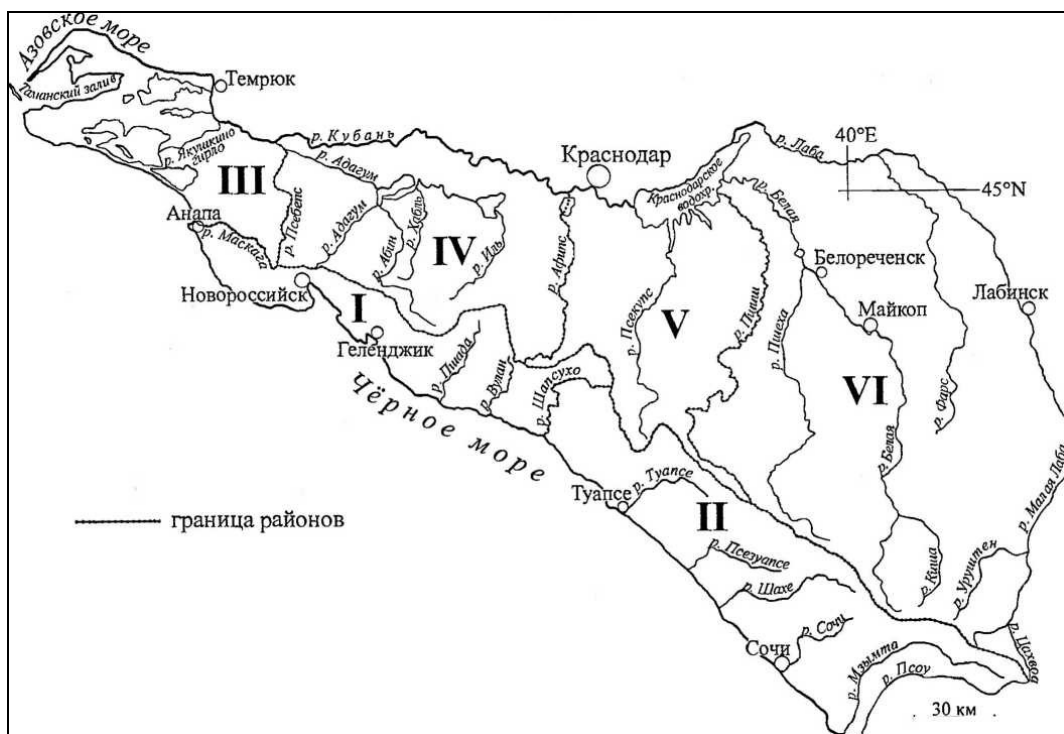 Азовское море
Таманский залив
Темрюк
р. Якушкино
гирло
р. Кубань
р. Лаба
40°E
45°N
Краснодар
Краснодарское
водохр.
р. Адагум
III
р. Псебепс
р. Адагум
р. Абин
р. Хабль
IV
р. Иль
р. Афипс
р. Белая
Анапа
р. Маскага
Новороссийск
I
Геленджик
р. Псекупс
V
р. Пшиш
р. Пшеха
Белореченск
Майкоп
Лабинск
VI
р. Фарс
р. Пшада
р. Вулан
р. Шапсухо
Чёрное море
р. Белая
р. Малая Лаба
Туапсе
р. Туапсе
II
граница районов
р. Псезуапсе
р. Шахе
р. Киша
р. Уруштен
р. Сочи
Сочи
р. Цахвоа
р. Мзымта
р. Псоу
30 км